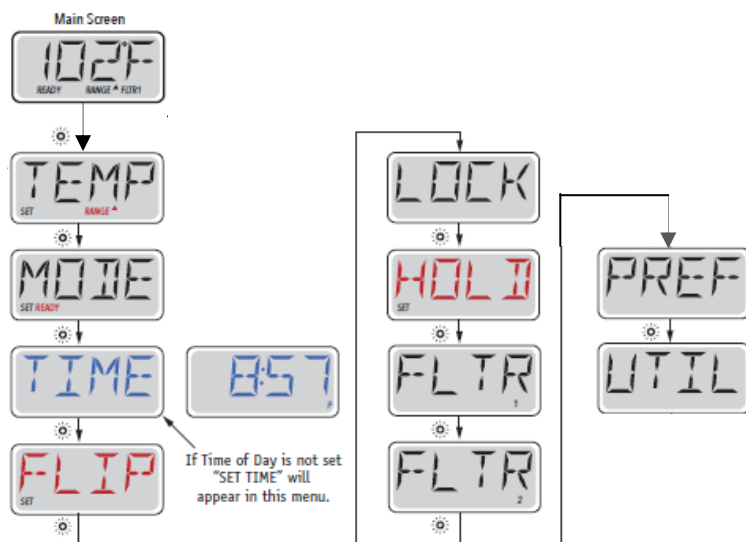 Main Screen
102°F
READY RANGE FLTR1
TEMP
SET RANGE
MODE
SET READY
TIME
8:57
P
If Time of Day is not set
"SET TIME" will
appear in this menu.
FLIP
SET
LOCK
HOLD
SET
FLTR
1
FLTR
2
PREF
UTIL